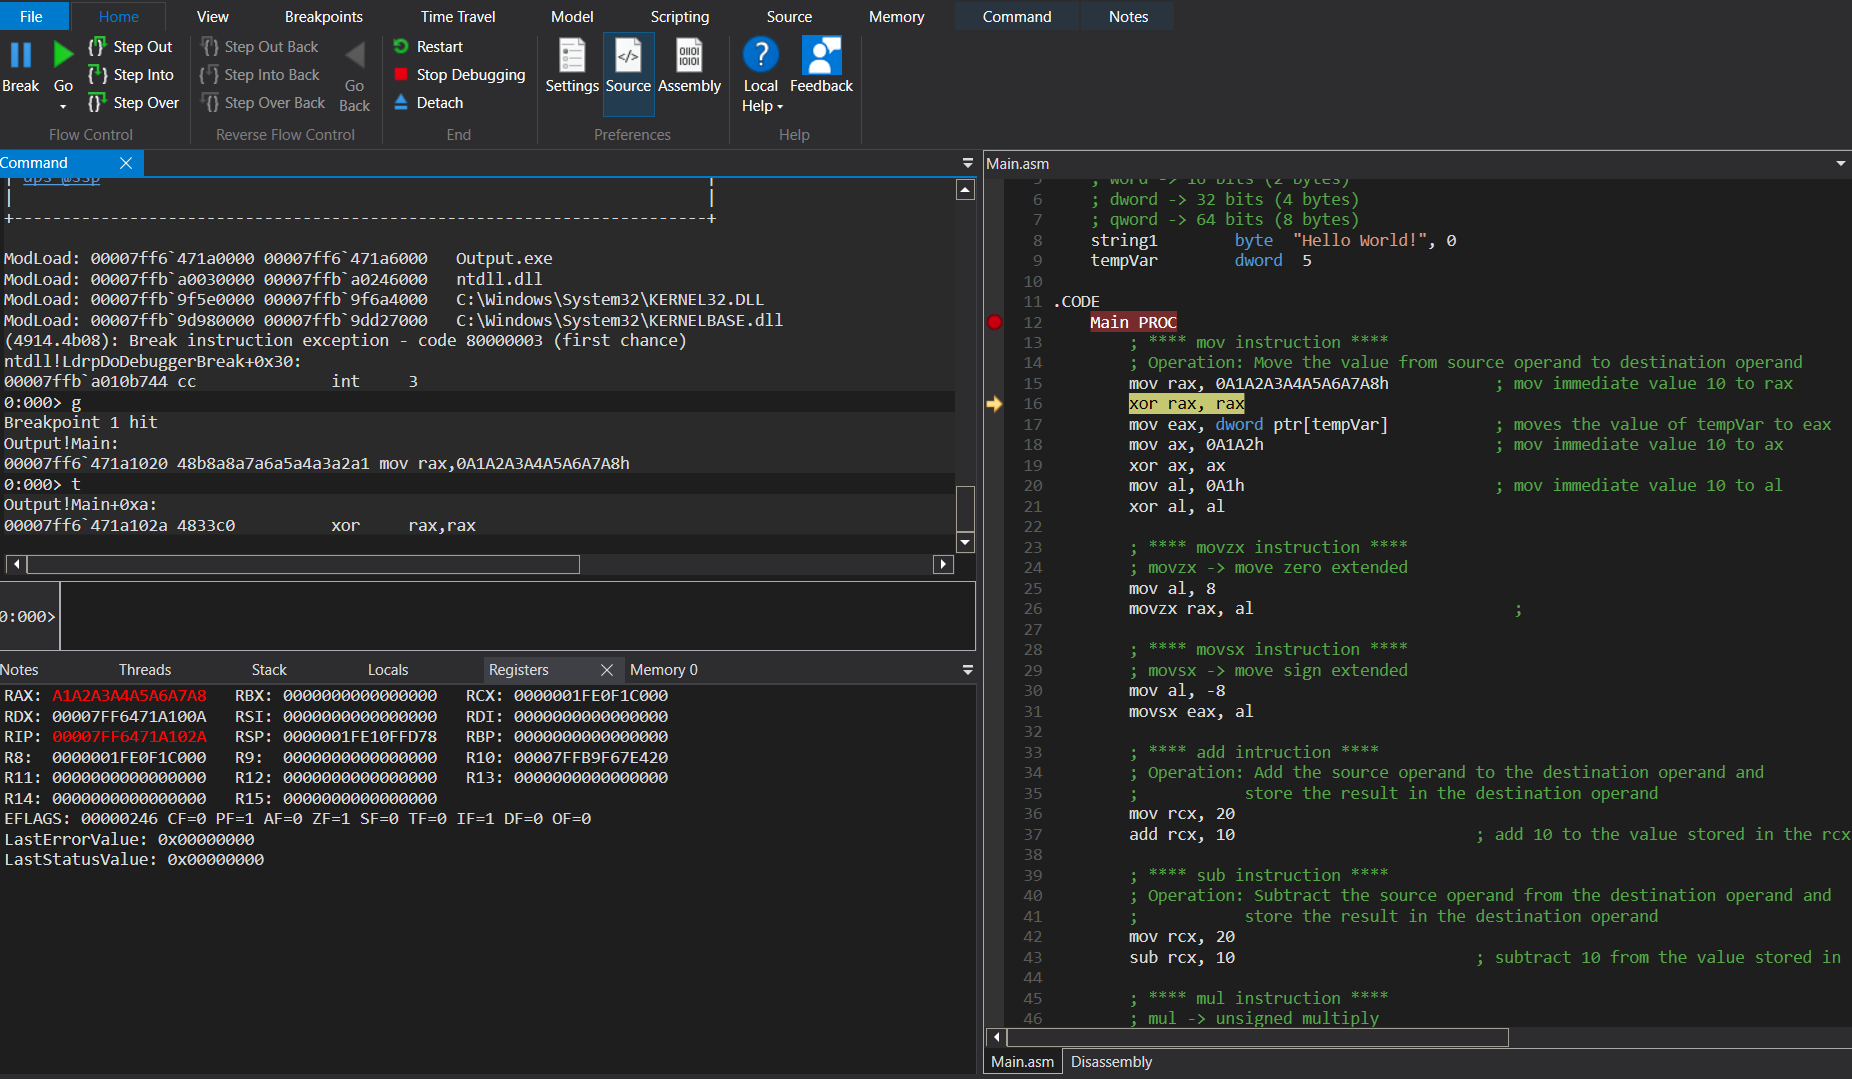 File Home View Breakpoints Time Travel Model Scripting Source Memory Command Notes
Break
Go
Step Out
Step Into
Step Over
Flow Control
Step Out Back
Step Into Back
Step Over Back
Go Back
Reverse Flow Control
Restart
Stop Debugging
Detach
End
Settings Source Assembly
Preferences
Local Help Feedback
Help
Command
| dps @ssp |
| |
+------------------------------------------------------------------------+
ModLoad: 00007ff6`471a0000 00007ff6`471a6000   Output.exe
ModLoad: 00007ffb`a0030000 00007ffb`a0246000   ntdll.dll
ModLoad: 00007ffb`9f5e0000 00007ffb`9f6a4000   C:\Windows\System32\KERNEL32.DLL
ModLoad: 00007ffb`9d980000 00007ffb`9dd27000   C:\Windows\System32\KERNELBASE.dll
(4914.4b08): Break instruction exception - code 80000003 (first chance)
ntdll!LdrpDoDebuggerBreak+0x30:
00007ffb`a010b744 cc              int     3
0:000> g
Breakpoint 1 hit
Output!Main:
00007ff6`471a1020 48b8a8a7a6a5a4a3a2a1 mov rax,0A1A2A3A4A5A6A7A8h
0:000> t
Output!Main+0xa:
00007ff6`471a102a 4833c0          xor     rax,rax
0:000>
Notes Threads Stack Locals Registers Memory 0
RAX: A1A2A3A4A5A6A7A8   RBX: 0000000000000000   RCX: 0000001FE0F1C000
RDX: 00007FF6471A100A   RSI: 0000000000000000   RDI: 0000000000000000
RIP: 00007FF6471A102A   RSP: 0000001FE10FFD78   RBP: 0000000000000000
R8:  0000001FE0F1C000   R9:  0000000000000000   R10: 00007FFB9F67E420
R11: 0000000000000000   R12: 0000000000000000   R13: 0000000000000000
R14: 0000000000000000   R15: 0000000000000000
EFLAGS: 00000246 CF=0 PF=1 AF=0 ZF=1 SF=0 TF=0 IF=1 DF=0 OF=0
LastErrorValue: 0x00000000
LastStatusValue: 0x00000000
Main.asm
5 ; word -> 16 bits (2 bytes)
6 ; dword -> 32 bits (4 bytes)
7 ; qword -> 64 bits (8 bytes)
8 string1        byte  "Hello World!", 0
9 tempVar        dword  5
10
11 .CODE
12 Main PROC
13 ; **** mov instruction ****
14 ; Operation: Move the value from source operand to destination operand
15 mov rax, 0A1A2A3A4A5A6A7A8h           ; mov immediate value 10 to rax
16 xor rax, rax
17 mov eax, dword ptr[tempVar]           ; moves the value of tempVar to eax
18 mov ax, 0A1A2h                        ; mov immediate value 10 to ax
19 xor ax, ax
20 mov al, 0A1h                          ; mov immediate value 10 to al
21 xor al, al
22
23 ; **** movzx instruction ****
24 ; movzx -> move zero extended
25 mov al, 8
26 movzx rax, al                           ;
27
28 ; **** movsx instruction ****
29 ; movsx -> move sign extended
30 mov al, -8
31 movsx eax, al
32
33 ; **** add intruction ****
34 ; Operation: Add the source operand to the destination operand and
35 ;           store the result in the destination operand
36 mov rcx, 20
37 add rcx, 10                         ; add 10 to the value stored in the rcx
38
39 ; **** sub instruction ****
40 ; Operation: Subtract the source operand from the destination operand and
41 ;           store the result in the destination operand
42 mov rcx, 20
43 sub rcx, 10                         ; subtract 10 from the value stored in
44
45 ; **** mul instruction ****
46 ; mul -> unsigned multiply
Main.asm Disassembly